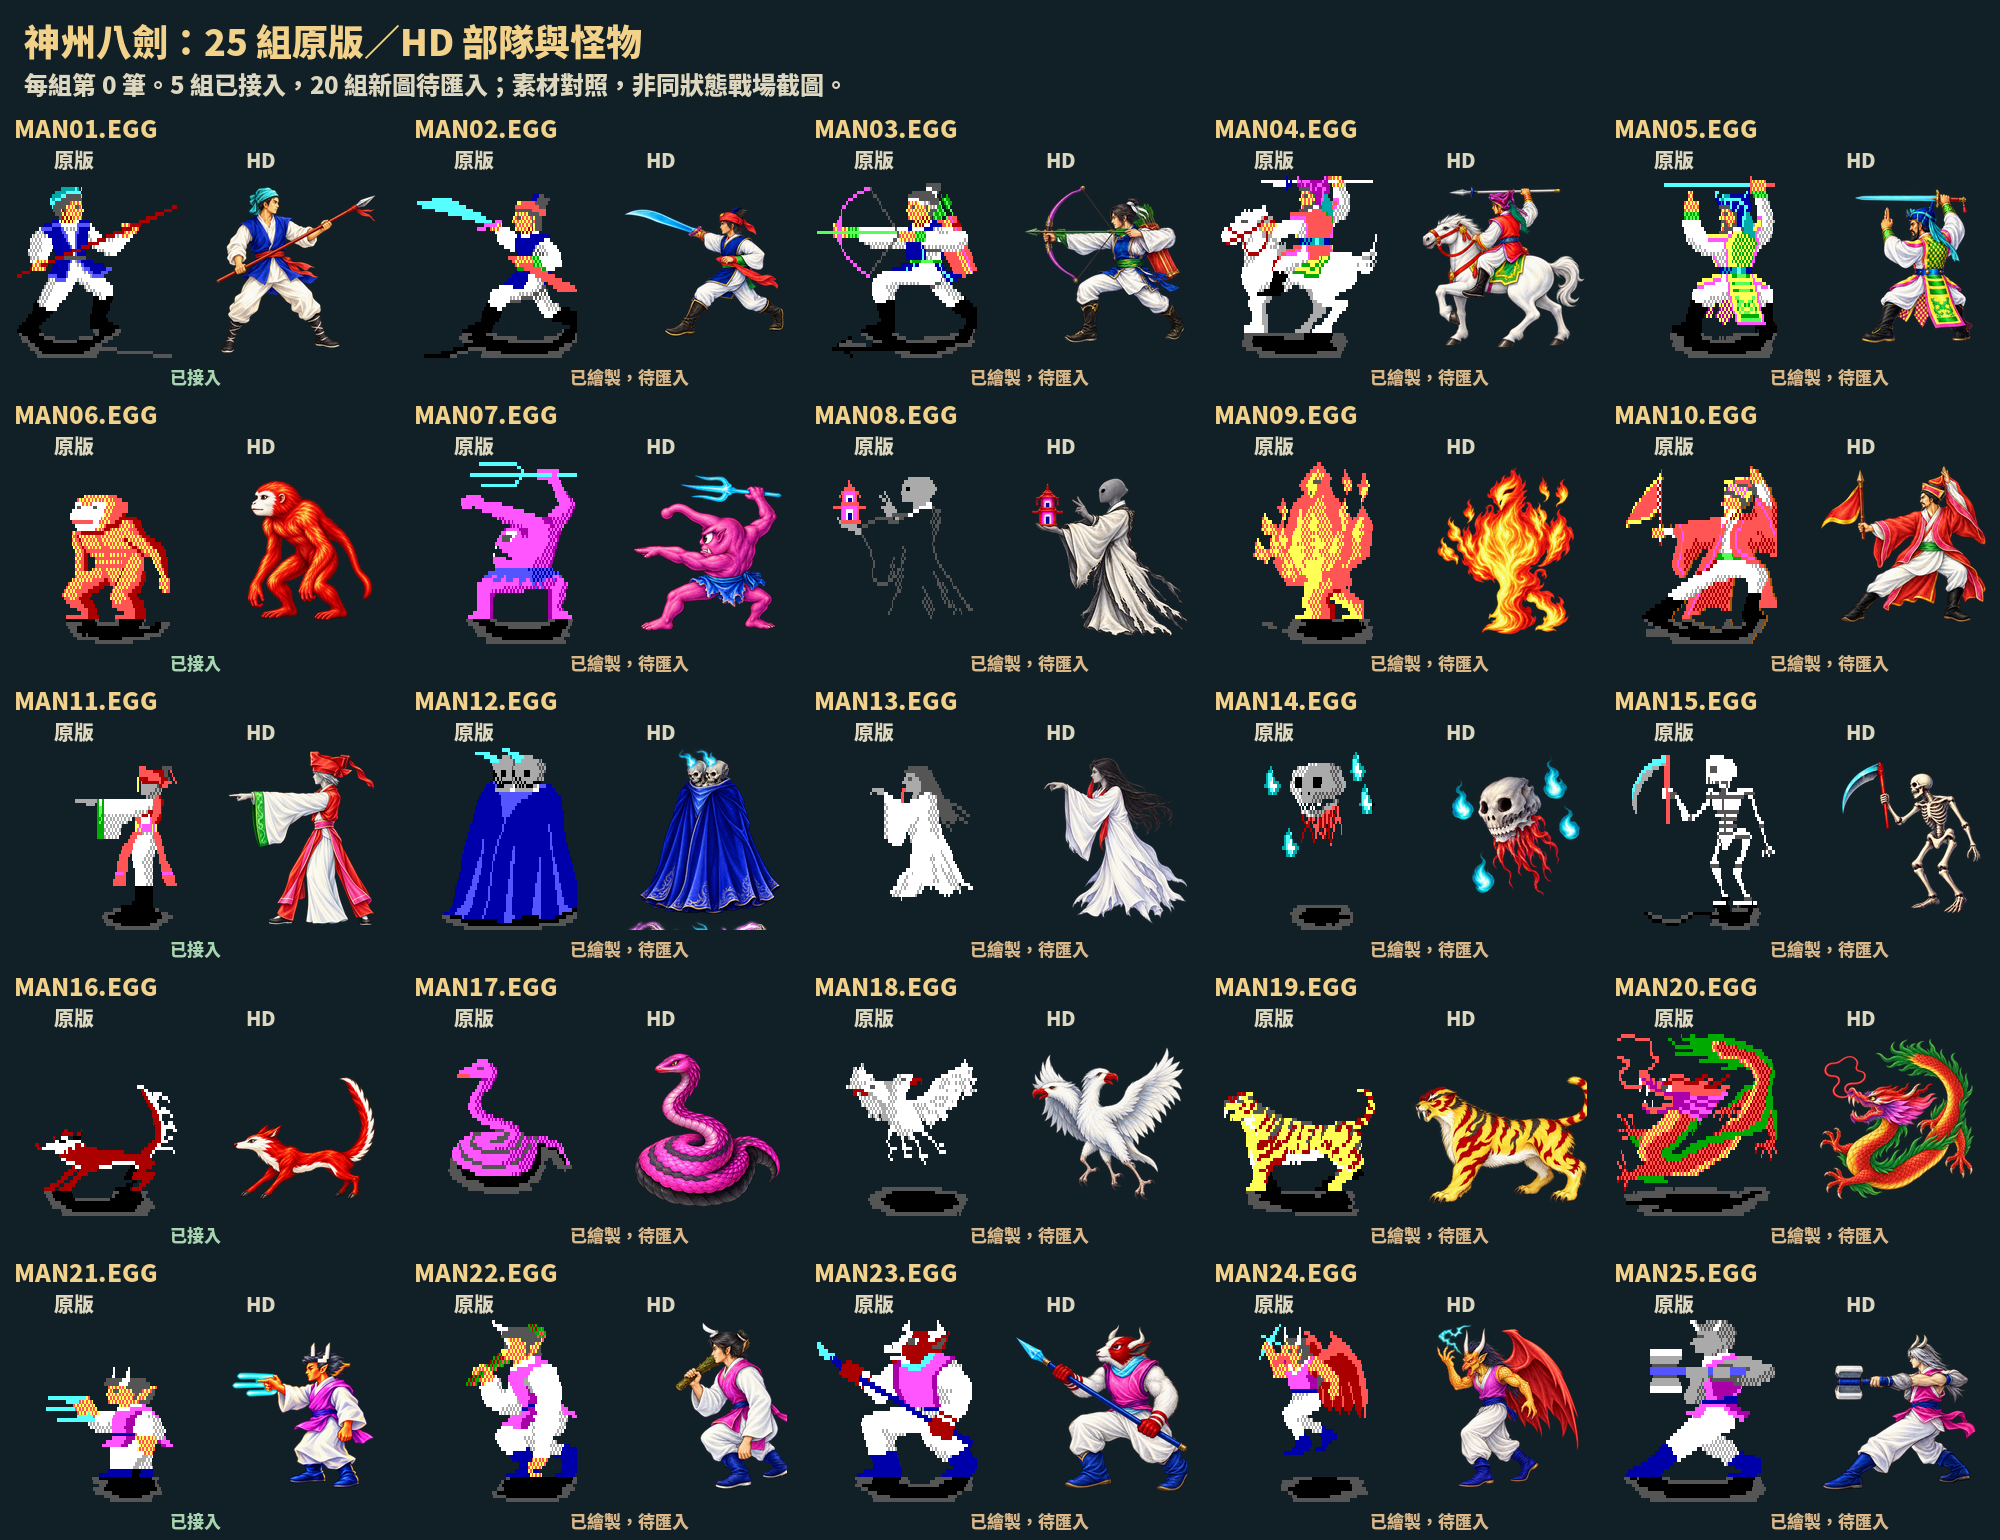 神州八劍：25 組原版／HD 部隊與怪物
每組第 0 筆。5 組已接入，20 組新圖待匯入；素材對照，非同狀態戰場截圖。
MAN01.EGG MAN02.EGG MAN03.EGG MAN04.EGG MAN05.EGG
原版 HD 原版 HD 原版 HD 原版 HD 原版 HD
已接入 已繪製，待匯入 已繪製，待匯入 已繪製，待匯入 已繪製，待匯入
MAN06.EGG MAN07.EGG MAN08.EGG MAN09.EGG MAN10.EGG
原版 HD 原版 HD 原版 HD 原版 HD 原版 HD
已接入 已繪製，待匯入 已繪製，待匯入 已繪製，待匯入 已繪製，待匯入
MAN11.EGG MAN12.EGG MAN13.EGG MAN14.EGG MAN15.EGG
原版 HD 原版 HD 原版 HD 原版 HD 原版 HD
已接入 已繪製，待匯入 已繪製，待匯入 已繪製，待匯入 已繪製，待匯入
MAN16.EGG MAN17.EGG MAN18.EGG MAN19.EGG MAN20.EGG
原版 HD 原版 HD 原版 HD 原版 HD 原版 HD
已接入 已繪製，待匯入 已繪製，待匯入 已繪製，待匯入 已繪製，待匯入
MAN21.EGG MAN22.EGG MAN23.EGG MAN24.EGG MAN25.EGG
原版 HD 原版 HD 原版 HD 原版 HD 原版 HD
已接入 已繪製，待匯入 已繪製，待匯入 已繪製，待匯入 已繪製，待匯入